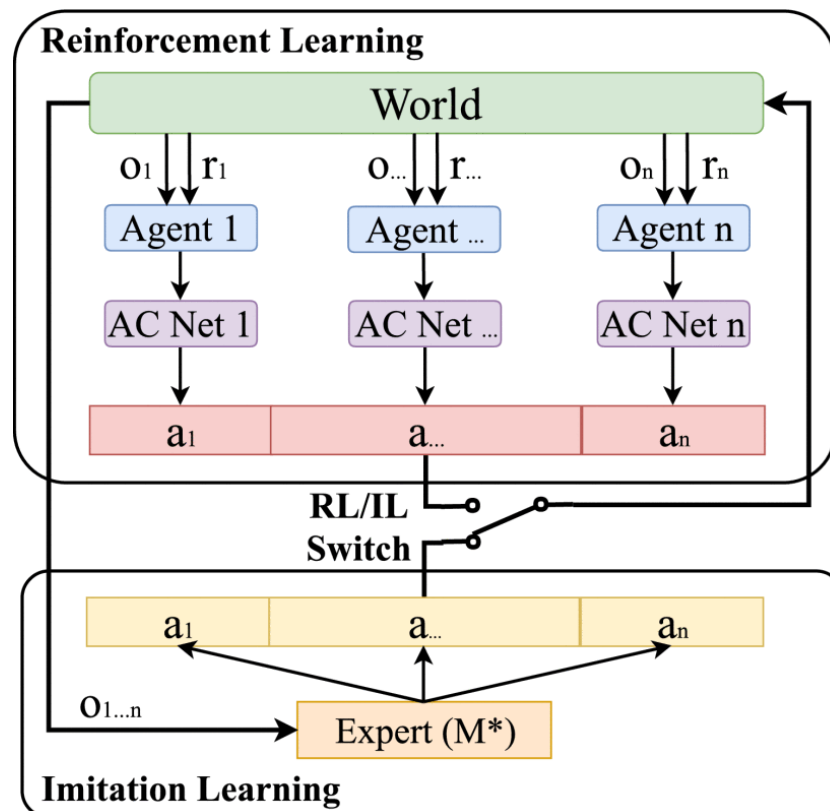 Reinforcement Learning
World
o1 r1 o... r... on rn
Agent 1 Agent ... Agent n
AC Net 1 AC Net ... AC Net n
a1 a... an
RL/IL
Switch
a1 a... an
o1...n
Expert (M*)
Imitation Learning